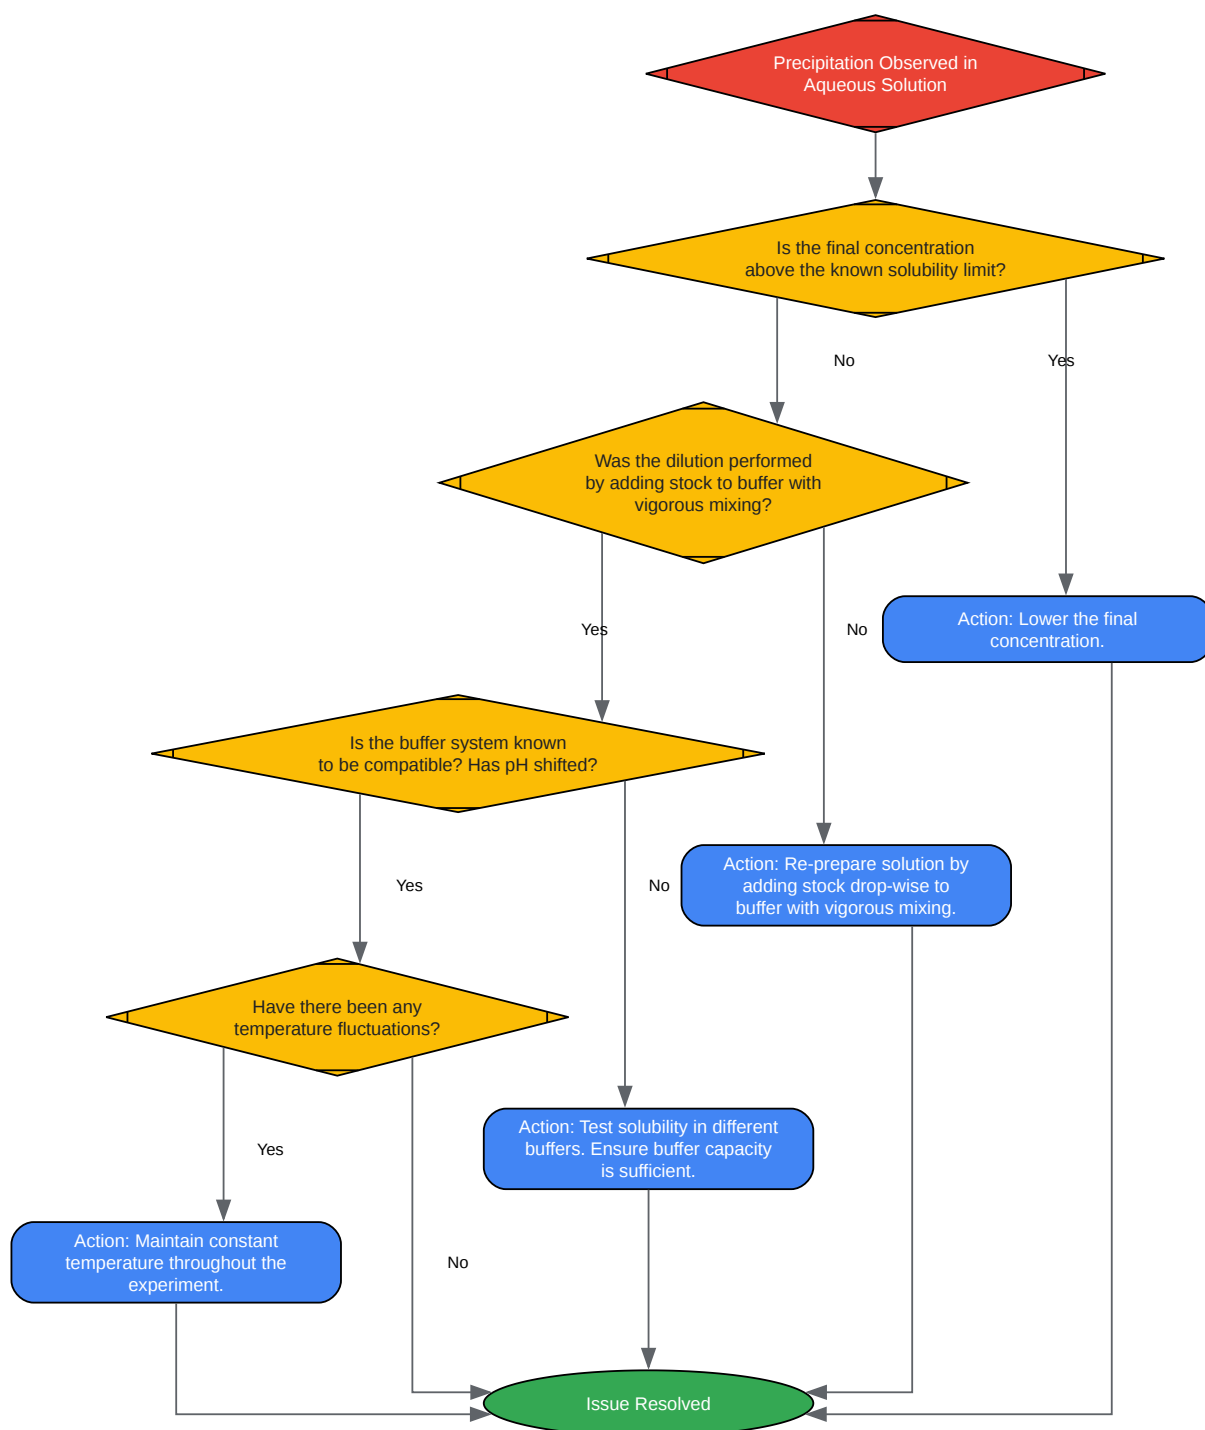 Precipitation Observed in
Aqueous Solution
Is the final concentration
above the known solubility limit?
No
Yes
Was the dilution performed
by adding stock to buffer with
vigorous mixing?
Yes
No
Action: Lower the final
concentration.
Is the buffer system known
to be compatible? Has pH shifted?
Yes
No
Action: Re-prepare solution by
adding stock drop-wise to
buffer with vigorous mixing.
Have there been any
temperature fluctuations?
Yes
No
Action: Test solubility in different
buffers. Ensure buffer capacity
is sufficient.
Action: Maintain constant
temperature throughout the
experiment.
Issue Resolved